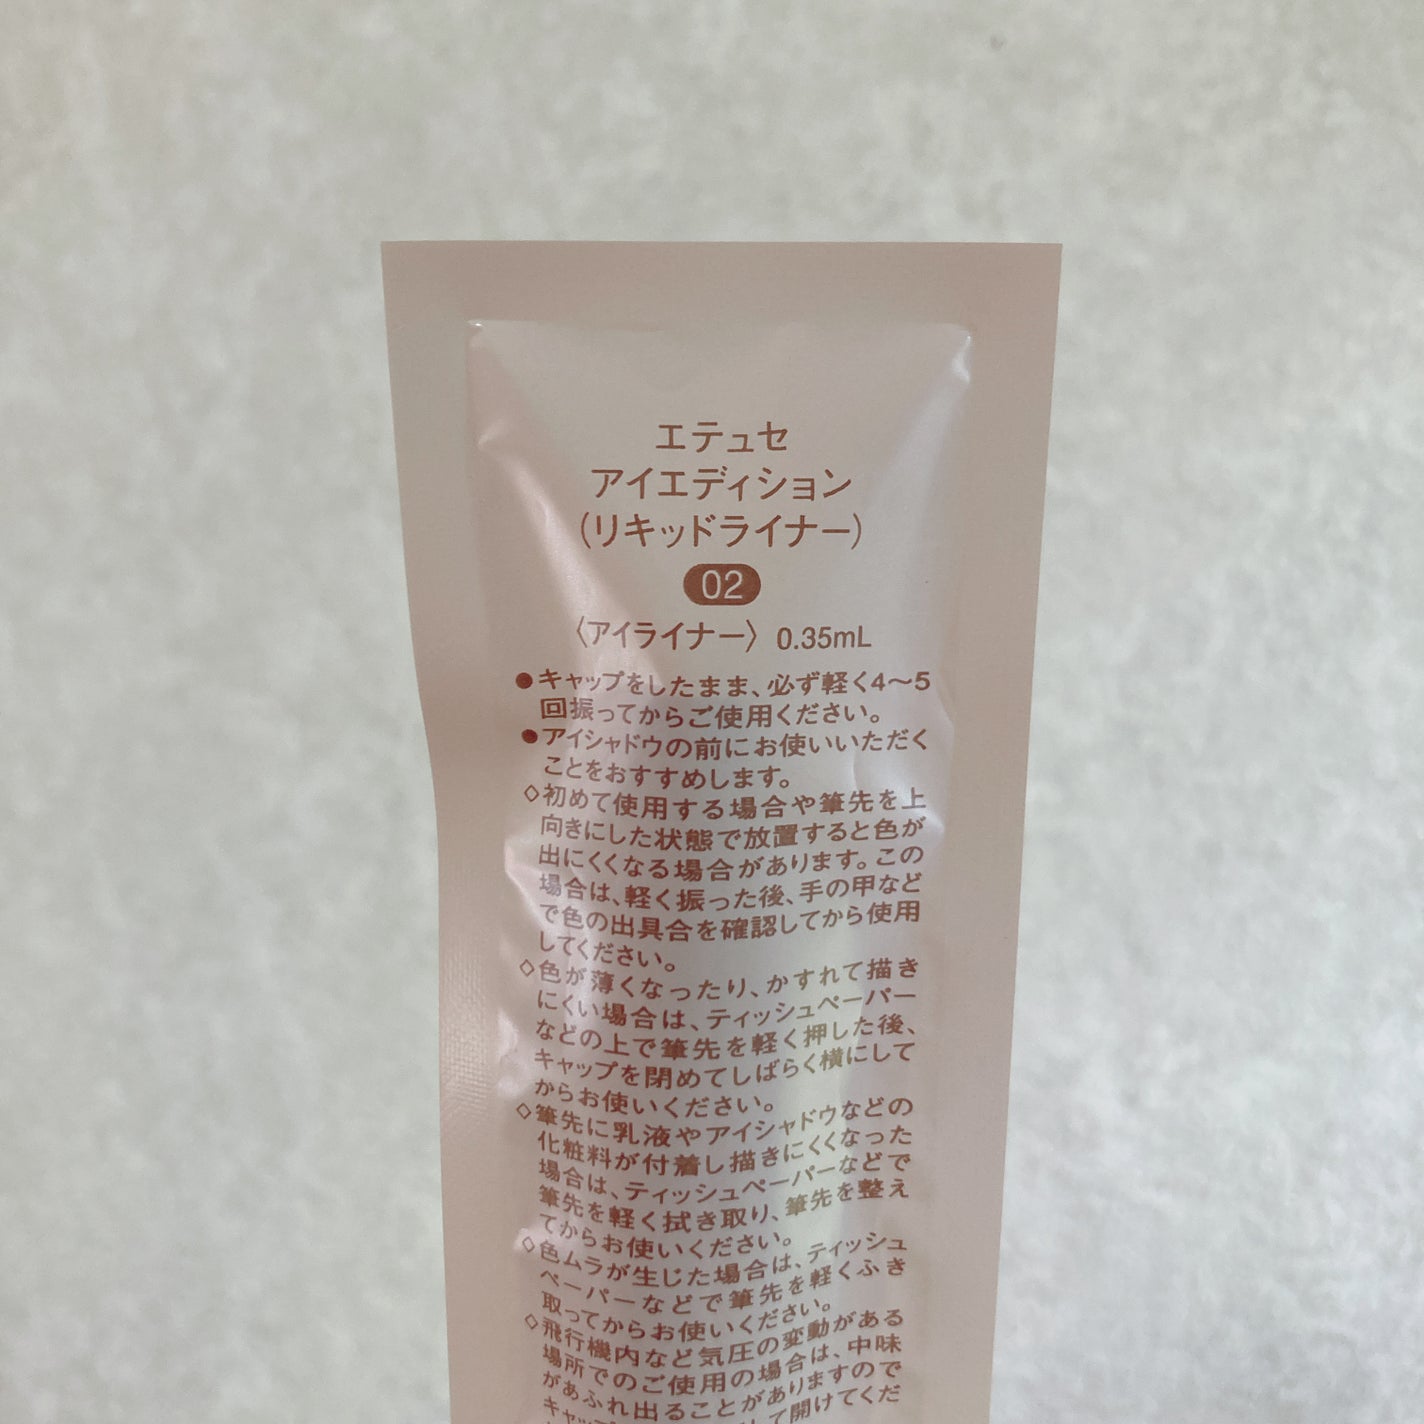 エテュセ
アイエディション
(リキッドライナー)
02
〈アイライナー〉 0.35mL
●キャップをしたまま、必ず軽く4〜5
回振ってからご使用ください。
●アイシャドウの前にお使いいただく
ことをおすすめします。
◇初めて使用する場合や筆先を上
向きにした状態で放置すると色が
出にくくなる場合があります。この
場合は、軽く振った後、手の甲など
で色の出具合を確認してから使用
してください。
◇色が薄くなったり、かすれて描き
にくい場合は、ティッシュペーパー
などの上で筆先を軽く押した後、
キャップを閉めてしばらく横にして
からお使いください。
◇筆先に乳液やアイシャドウなどの
化粧料が付着し描きにくくなった
場合は、ティッシュペーパーなどで
筆先を軽く拭き取り、筆先を整え
てからお使いください。
◇色ムラが生じた場合は、ティッシュ
ペーパーなどで筆先を軽くふき
取ってからお使いください。
◇飛行機内など気圧の変動がある
場所でのご使用の場合は、中味
があふれ出ることがありますので
キャップ して開けてくだ